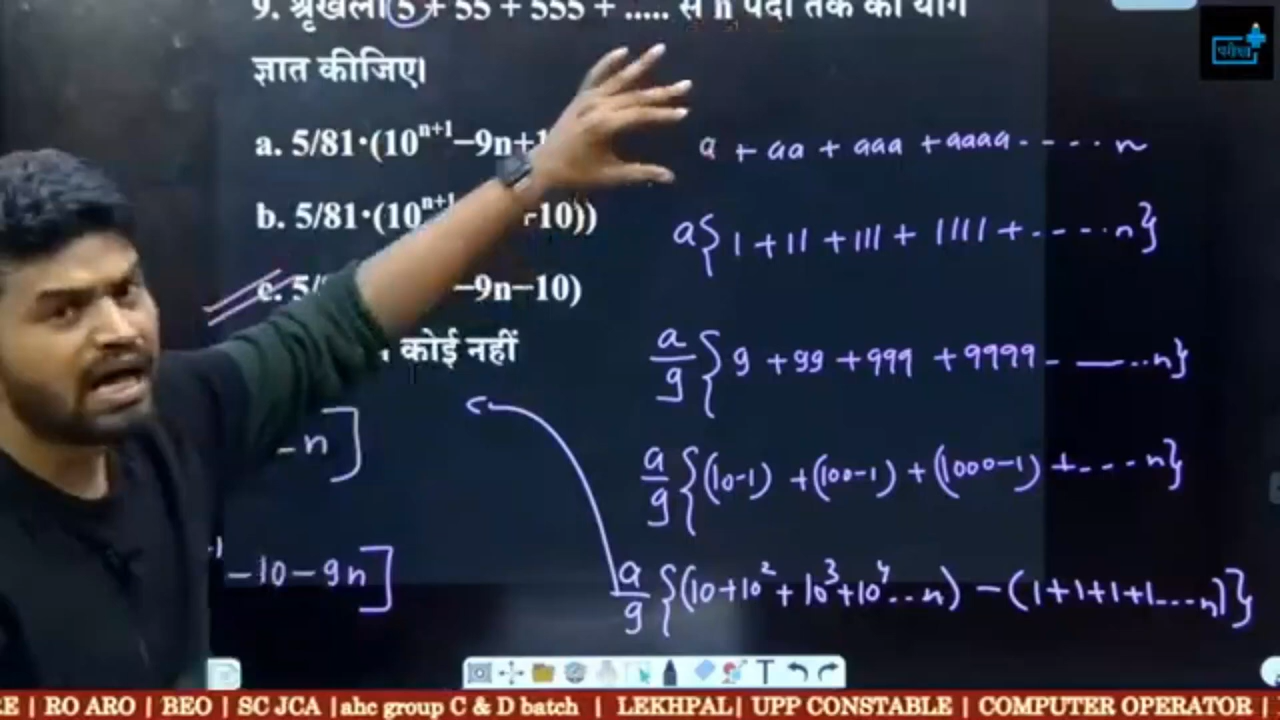 9. श्रृंखला 5 + 55 + 555 + ..... से n पदों तक का योग
ज्ञात कीजिए।
a. 5/81·(10ⁿ⁺¹−9n+
b. 5/81·(10ⁿ⁺¹ -10))
c. 5/ −9n−10)
कोई नहीं
-n]
-10-9n]
a + aa + aaa + aaaa - - - - - n
a{1 + 11 + 111 + 1111 + - - - - n}
a/9 {9 + 99 + 999 + 9999 - — ... n}
a/9 {(10-1) + (100-1) + (1000-1) + - - - n}
a/9 {(10+10²+10³+10⁴...n) - (1+1+1+1...n)}
परीक्षा
RO ARO | BEO | SC JCA |ahc group C & D batch | LEKHPAL| UPP CONSTABLE | COMPUTER OPERATOR |